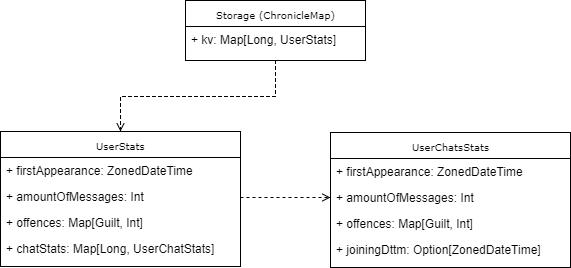 Storage (ChronicleMap)
+ kv: Map[Long, UserStats]
UserStats
+ firstAppearance: ZonedDateTime
+ amountOfMessages: Int
+ offences: Map[Guilt, Int]
+ chatStats: Map[Long, UserChatStats]
UserChatsStats
+ firstAppearance: ZonedDateTime
+ amountOfMessages: Int
+ offences: Map[Guilt, Int]
+ joiningDttm: Option[ZonedDateTime]